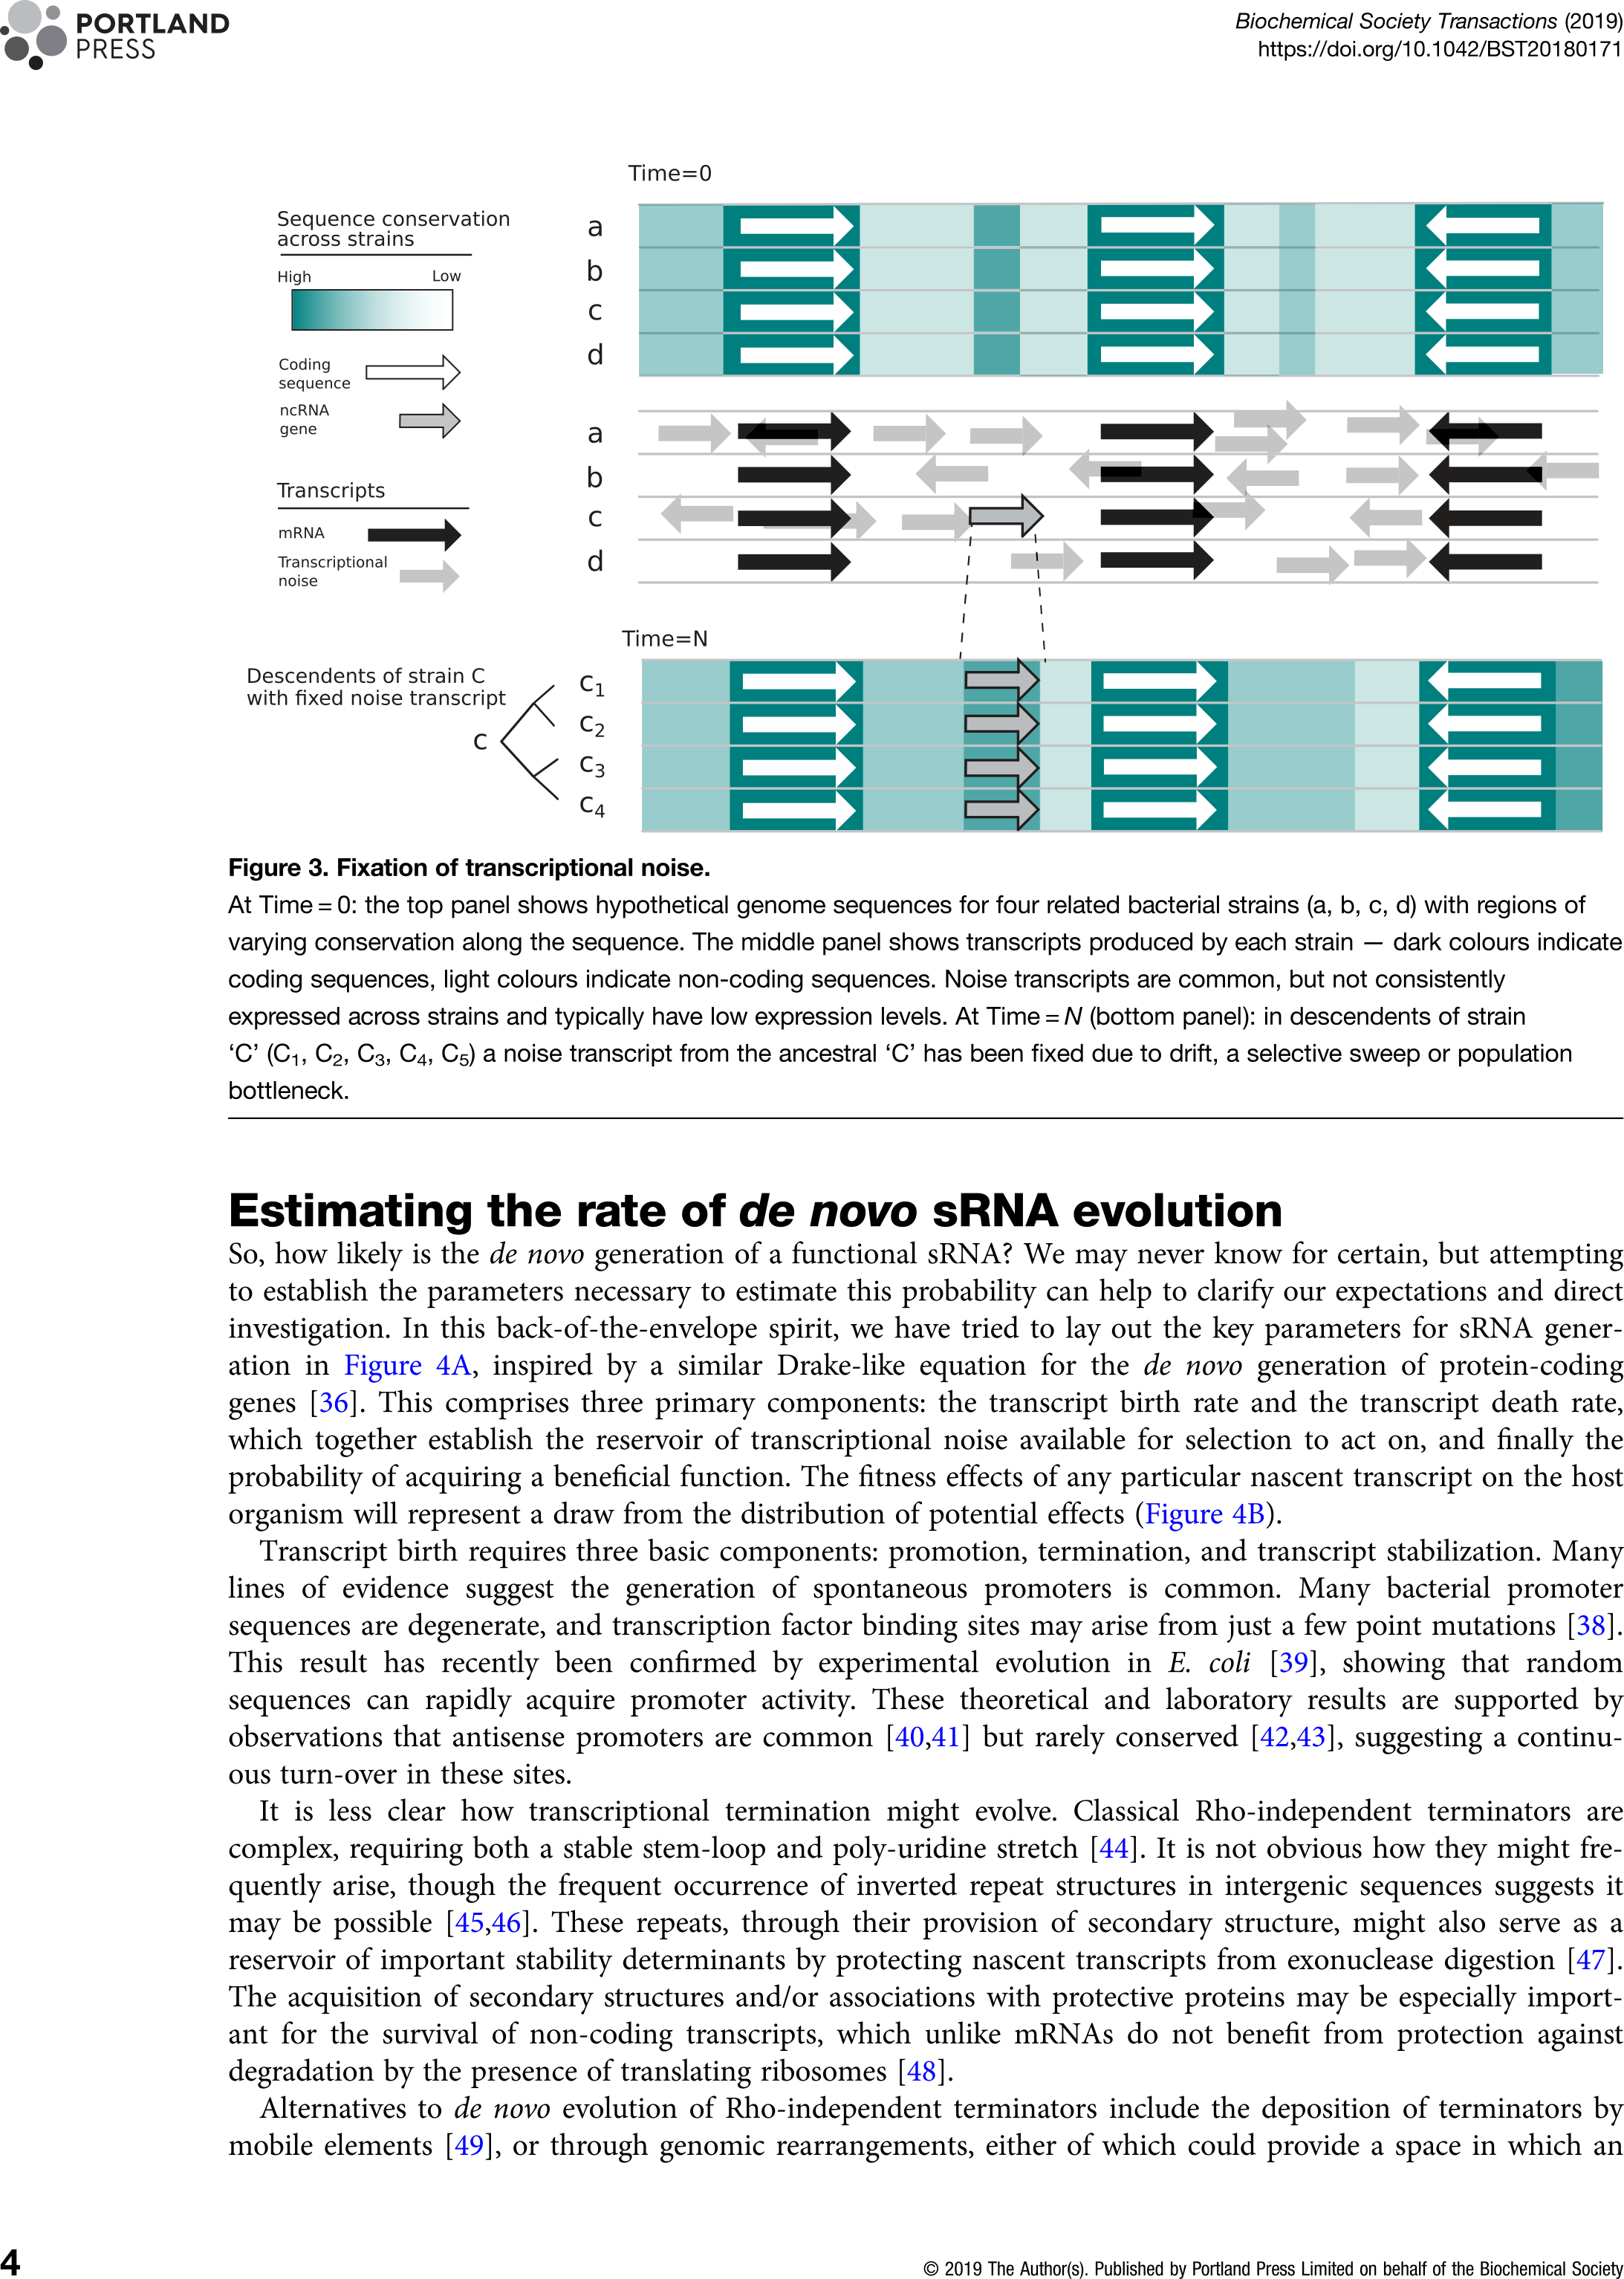 PORTLAND
PRESS
Biochemical Society Transactions (2019)
https://doi.org/10.1042/BST20180171
Time=0
Sequence conservation
across strains
High
Low
Coding
sequence
ncRNA
gene
a
b
c
d
Transcripts
mRNA
Transcriptional
noise
a
b
c
d
Time=N
Descendents of strain C
with fixed noise transcript
c
c1
c2
c3
c4
Figure 3. Fixation of transcriptional noise.
At Time = 0: the top panel shows hypothetical genome sequences for four related bacterial strains (a, b, c, d) with regions of
varying conservation along the sequence. The middle panel shows transcripts produced by each strain — dark colours indicate
coding sequences, light colours indicate non-coding sequences. Noise transcripts are common, but not consistently
expressed across strains and typically have low expression levels. At Time = N (bottom panel): in descendents of strain
‘C’ (C1, C2, C3, C4, C5) a noise transcript from the ancestral ‘C’ has been fixed due to drift, a selective sweep or population
bottleneck.
Estimating the rate of de novo sRNA evolution
So, how likely is the de novo generation of a functional sRNA? We may never know for certain, but attempting
to establish the parameters necessary to estimate this probability can help to clarify our expectations and direct
investigation. In this back-of-the-envelope spirit, we have tried to lay out the key parameters for sRNA gener-
ation in Figure 4A, inspired by a similar Drake-like equation for the de novo generation of protein-coding
genes [36]. This comprises three primary components: the transcript birth rate and the transcript death rate,
which together establish the reservoir of transcriptional noise available for selection to act on, and finally the
probability of acquiring a beneficial function. The fitness effects of any particular nascent transcript on the host
organism will represent a draw from the distribution of potential effects (Figure 4B).
Transcript birth requires three basic components: promotion, termination, and transcript stabilization. Many
lines of evidence suggest the generation of spontaneous promoters is common. Many bacterial promoter
sequences are degenerate, and transcription factor binding sites may arise from just a few point mutations [38].
This result has recently been confirmed by experimental evolution in E. coli [39], showing that random
sequences can rapidly acquire promoter activity. These theoretical and laboratory results are supported by
observations that antisense promoters are common [40,41] but rarely conserved [42,43], suggesting a continu-
ous turn-over in these sites.
It is less clear how transcriptional termination might evolve. Classical Rho-independent terminators are
complex, requiring both a stable stem-loop and poly-uridine stretch [44]. It is not obvious how they might fre-
quently arise, though the frequent occurrence of inverted repeat structures in intergenic sequences suggests it
may be possible [45,46]. These repeats, through their provision of secondary structure, might also serve as a
reservoir of important stability determinants by protecting nascent transcripts from exonuclease digestion [47].
The acquisition of secondary structures and/or associations with protective proteins may be especially import-
ant for the survival of non-coding transcripts, which unlike mRNAs do not benefit from protection against
degradation by the presence of translating ribosomes [48].
Alternatives to de novo evolution of Rho-independent terminators include the deposition of terminators by
mobile elements [49], or through genomic rearrangements, either of which could provide a space in which an
4
© 2019 The Author(s). Published by Portland Press Limited on behalf of the Biochemical Society